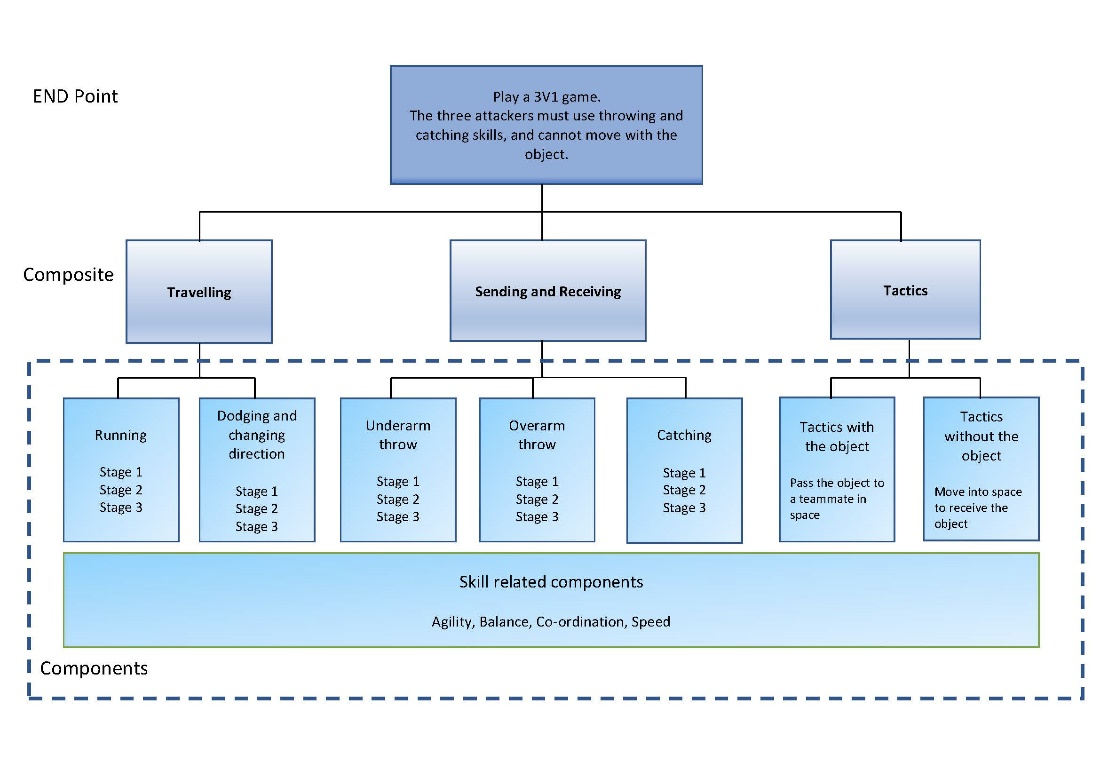 END Point
Play a 3V1 game.
The three attackers must use throwing and
catching skills, and cannot move with the
object.
Composite
Travelling
Sending and Receiving
Tactics
Running
Stage 1
Stage 2
Stage 3
Dodging and
changing
direction
Stage 1
Stage 2
Stage 3
Underarm
throw
Stage 1
Stage 2
Stage 3
Overarm
throw
Stage 1
Stage 2
Stage 3
Catching
Stage 1
Stage 2
Stage 3
Tactics with
the object
Pass the object to
a teammate in
space
Tactics
without the
object
Move into space
to receive the
object
Skill related components
Agility, Balance, Co-ordination, Speed
Components